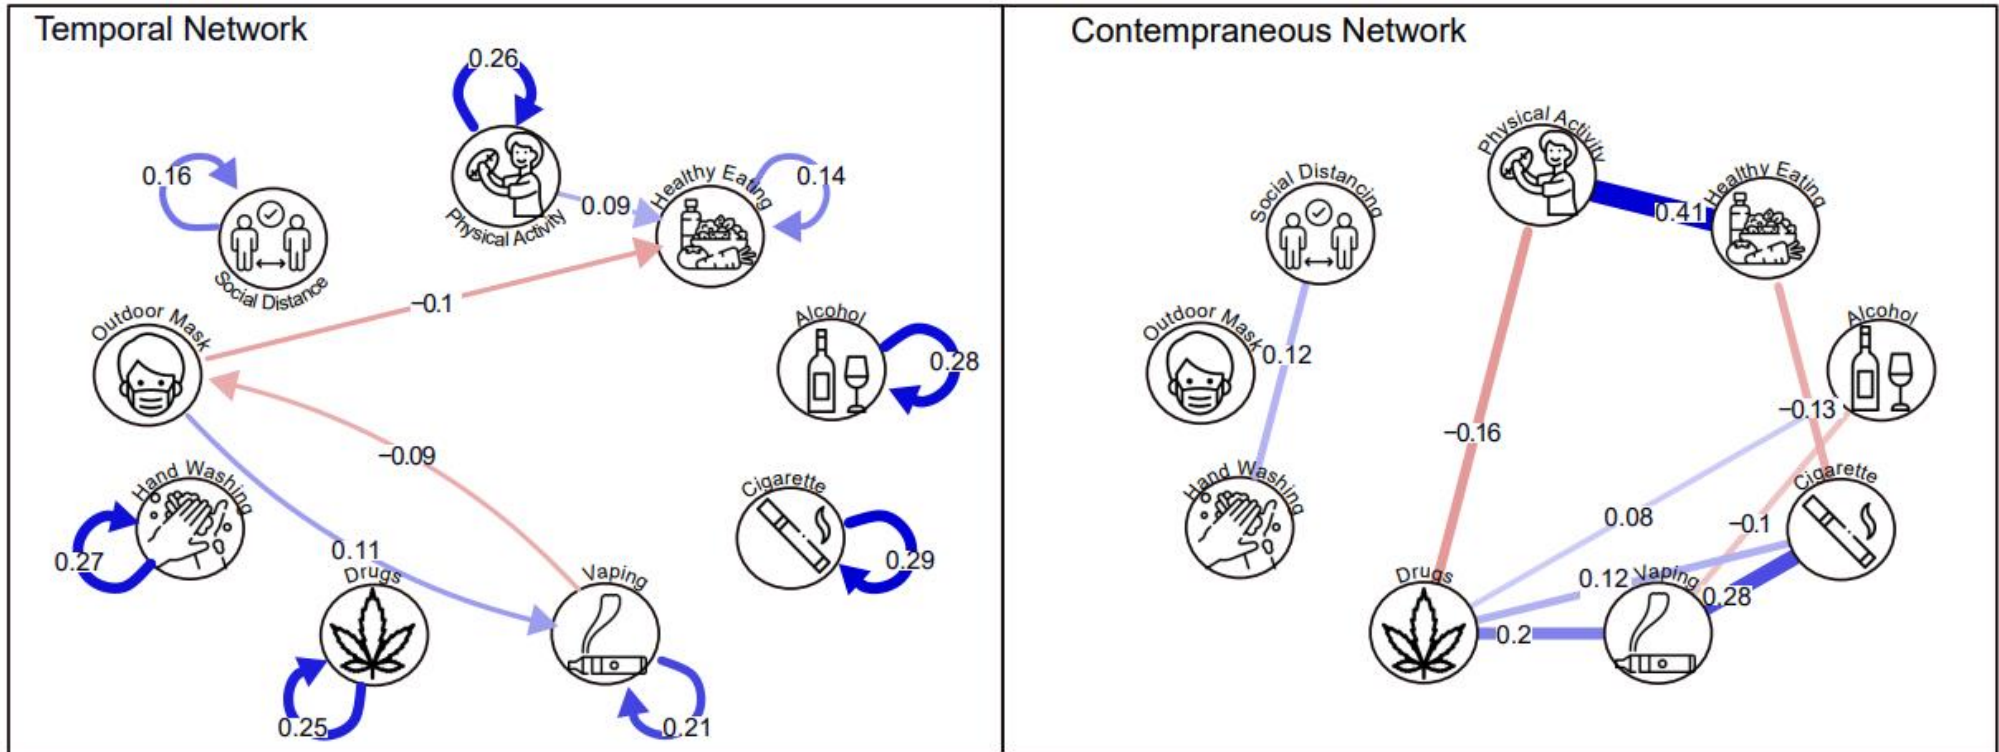 Temporal Network
0.26
0.16
Physical Activity
0.09
Healthy Eating
0.14
Social Distance
−0.1
Outdoor Mask
Alcohol
0.28
−0.09
Hand Washing
0.27
0.11
Cigarette
0.29
Drugs
0.25
Vaping
0.21
Contempraneous Network
Physical Activity
0.41
Healthy Eating
Social Distancing
Outdoor Mask
0.12
Alcohol
−0.13
−0.16
Hand Washing
Cigarette
0.08
−0.1
Drugs
0.12
Vaping
0.28
0.2